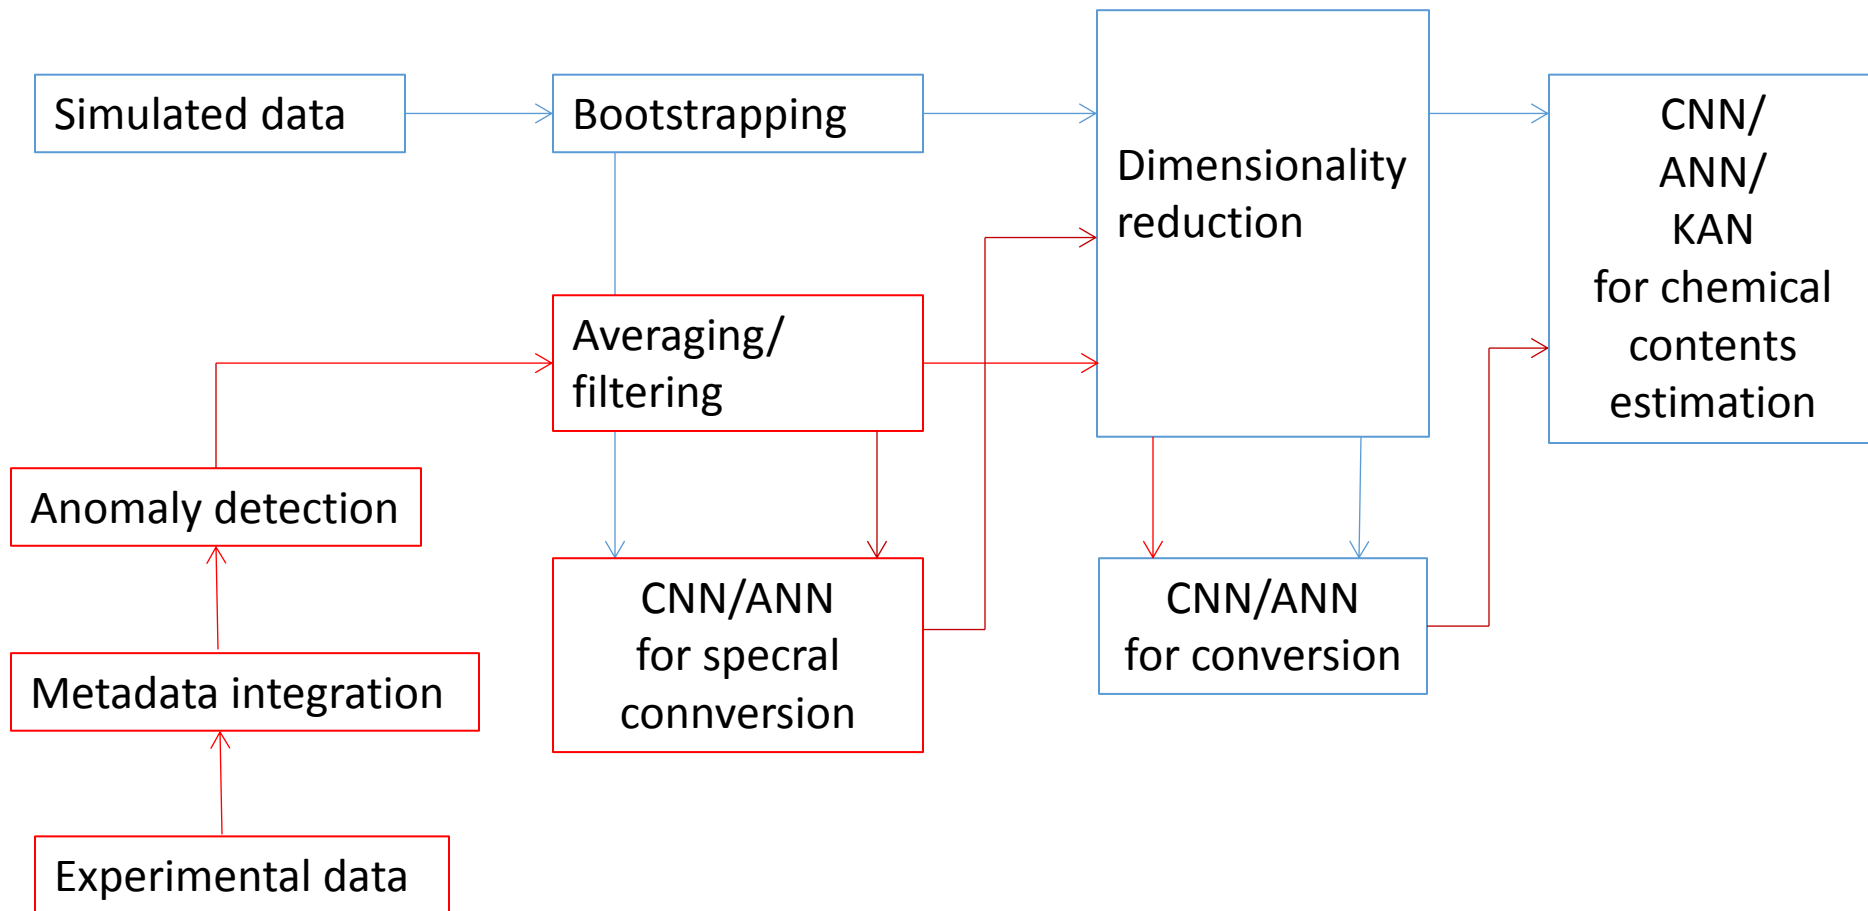 Simulated data
Bootstrapping
Dimensionality
reduction
CNN/
ANN/
KAN
for chemical
contents
estimation
Averaging/
filtering
Anomaly detection
CNN/ANN
for specral
connversion
CNN/ANN
for conversion
Metadata integration
Experimental data